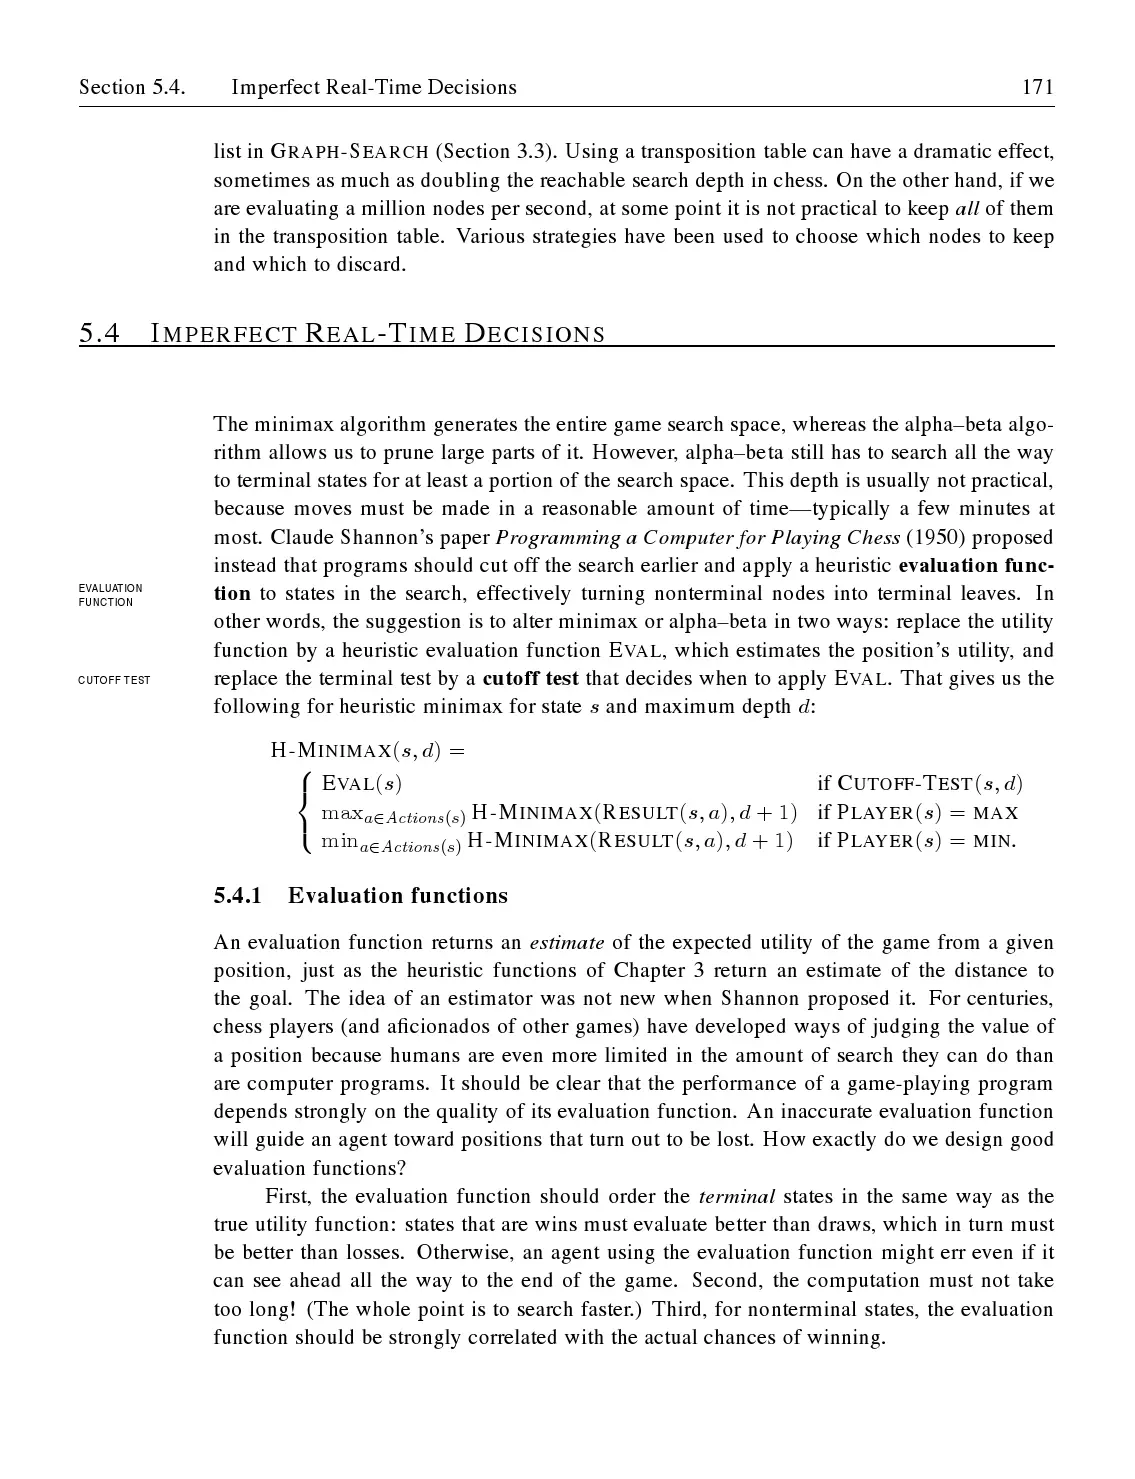 Section 5.4. Imperfect Real-Time Decisions 171
list in GRAPH-SEARCH (Section 3.3). Using a transposition table can have a dramatic effect,
sometimes as much as doubling the reachable search depth in chess. On the other hand, if we
are evaluating a million nodes per second, at some point it is not practical to keep all of them
in the transposition table. Various strategies have been used to choose which nodes to keep
and which to discard.
5.4 IMPERFECT REAL-TIME DECISIONS
The minimax algorithm generates the entire game search space, whereas the alpha–beta algo-
rithm allows us to prune large parts of it. However, alpha–beta still has to search all the way
to terminal states for at least a portion of the search space. This depth is usually not practical,
because moves must be made in a reasonable amount of time—typically a few minutes at
most. Claude Shannon's paper Programming a Computer for Playing Chess (1950) proposed
instead that programs should cut off the search earlier and apply a heuristic evaluation func-
EVALUATION
FUNCTION
tion to states in the search, effectively turning nonterminal nodes into terminal leaves. In
other words, the suggestion is to alter minimax or alpha–beta in two ways: replace the utility
function by a heuristic evaluation function EVAL, which estimates the position's utility, and
CUTOFF TEST
replace the terminal test by a cutoff test that decides when to apply EVAL. That gives us the
following for heuristic minimax for state s and maximum depth d:
H-MINIMAX(s, d) =
EVAL(s) if CUTOFF-TEST(s, d)
max a∈Actions(s) H-MINIMAX(RESULT(s, a), d + 1) if PLAYER(s) = MAX
min a∈Actions(s) H-MINIMAX(RESULT(s, a), d + 1) if PLAYER(s) = MIN.
5.4.1 Evaluation functions
An evaluation function returns an estimate of the expected utility of the game from a given
position, just as the heuristic functions of Chapter 3 return an estimate of the distance to
the goal. The idea of an estimator was not new when Shannon proposed it. For centuries,
chess players (and aficionados of other games) have developed ways of judging the value of
a position because humans are even more limited in the amount of search they can do than
are computer programs. It should be clear that the performance of a game-playing program
depends strongly on the quality of its evaluation function. An inaccurate evaluation function
will guide an agent toward positions that turn out to be lost. How exactly do we design good
evaluation functions?
First, the evaluation function should order the terminal states in the same way as the
true utility function: states that are wins must evaluate better than draws, which in turn must
be better than losses. Otherwise, an agent using the evaluation function might err even if it
can see ahead all the way to the end of the game. Second, the computation must not take
too long! (The whole point is to search faster.) Third, for nonterminal states, the evaluation
function should be strongly correlated with the actual chances of winning.